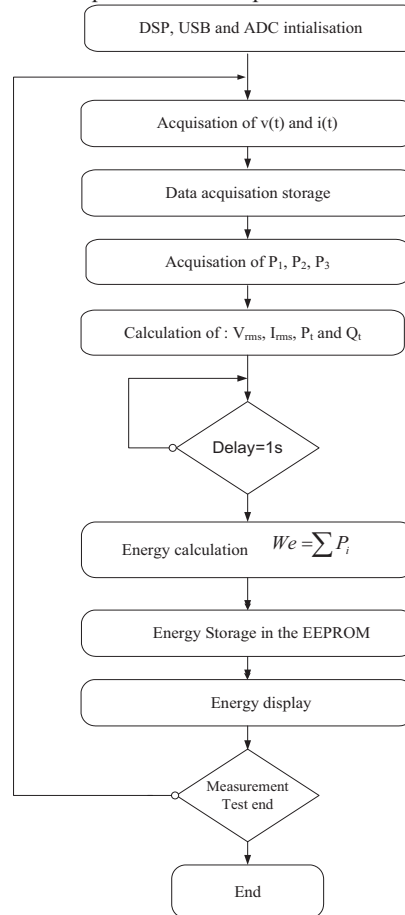 DSP, USB and ADC intialisation
Acquisation of v(t) and i(t)
Data acquisation storage
Acquisation of P₁, P₂, P₃
Calculation of : Vrms, Irms, Pt and Qt
Delay=1s
Energy calculation We = ∑ Pi
Energy Storage in the EEPROM
Energy display
Measurement
Test end
End